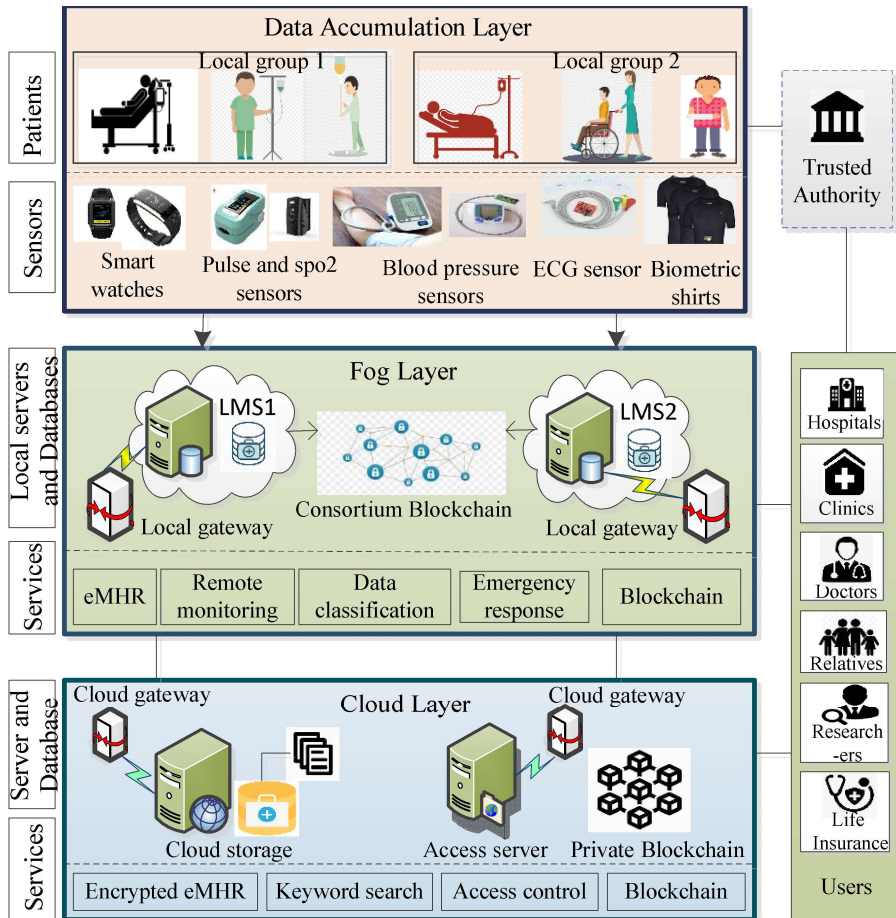 Data Accumulation Layer
Patients
Local group 1
Local group 2
Trusted
Authority
Sensors
Smart
watches
Pulse and spo2
sensors
Blood pressure
sensors
ECG sensor
Biometric
shirts
Local servers
and Databases
Fog Layer
LMS1
LMS2
Consortium Blockchain
Local gateway
Local gateway
Services
eMHR
Remote
monitoring
Data
classification
Emergency
response
Blockchain
Server and
Database
Cloud Layer
Cloud gateway
Cloud gateway
Cloud storage
Access server
Private Blockchain
Services
Encrypted eMHR
Keyword search
Access control
Blockchain
Hospitals
Clinics
Doctors
Relatives
Research
-ers
Life
Insurance
Users